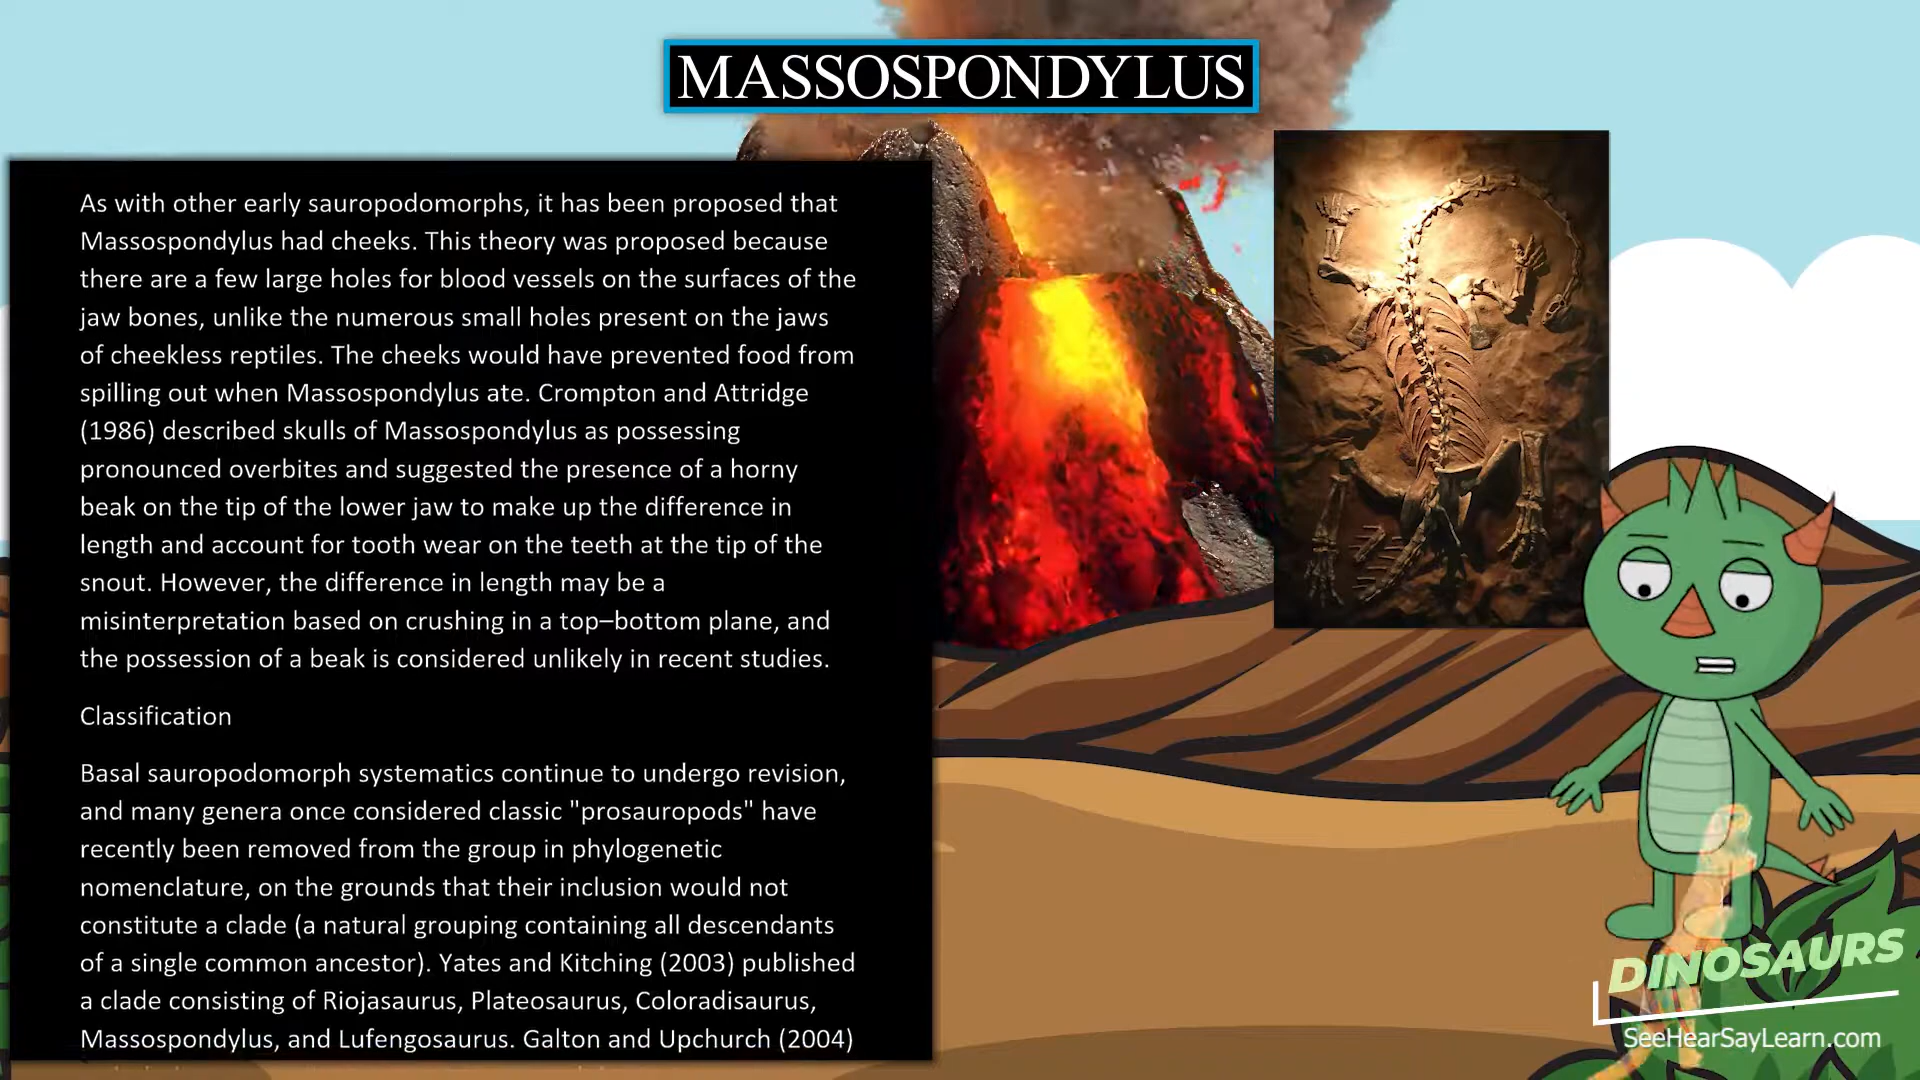 MASSOSPONDYLUS
As with other early sauropodomorphs, it has been proposed that
Massospondylus had cheeks. This theory was proposed because
there are a few large holes for blood vessels on the surfaces of the
jaw bones, unlike the numerous small holes present on the jaws
of cheekless reptiles. The cheeks would have prevented food from
spilling out when Massospondylus ate. Crompton and Attridge
(1986) described skulls of Massospondylus as possessing
pronounced overbites and suggested the presence of a horny
beak on the tip of the lower jaw to make up the difference in
length and account for tooth wear on the teeth at the tip of the
snout. However, the difference in length may be a
misinterpretation based on crushing in a top–bottom plane, and
the possession of a beak is considered unlikely in recent studies.
Classification
Basal sauropodomorph systematics continue to undergo revision,
and many genera once considered classic "prosauropods" have
recently been removed from the group in phylogenetic
nomenclature, on the grounds that their inclusion would not
constitute a clade (a natural grouping containing all descendants
of a single common ancestor). Yates and Kitching (2003) published
a clade consisting of Riojasaurus, Plateosaurus, Coloradisaurus,
Massospondylus, and Lufengosaurus. Galton and Upchurch (2004)
DINOSAURS
SeeHearSayLearn.com